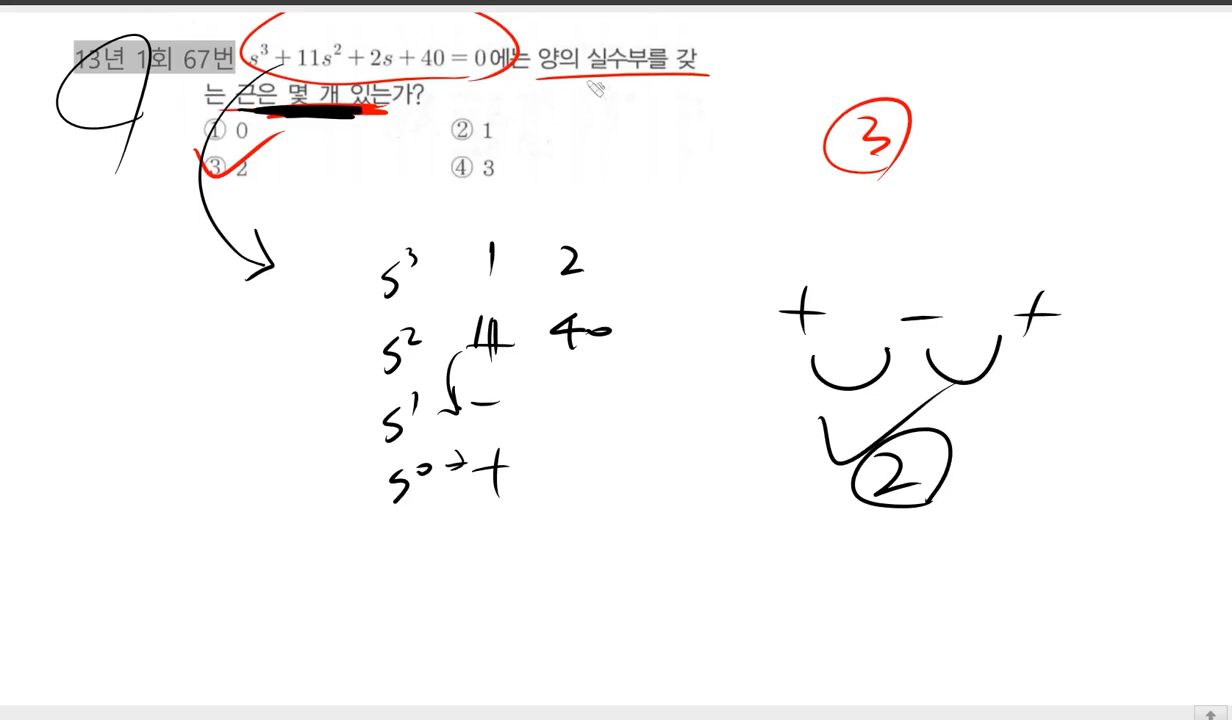 13년 1회 67번 s³ + 11s² + 2s + 40 = 0에는 양의 실수부를 갖
는 근은 몇 개 있는가?
① 0 ② 1
③ 2 ④ 3
③
s³ 1 2
s² 11 40
s¹ −
s⁰ → +
+ − +
2